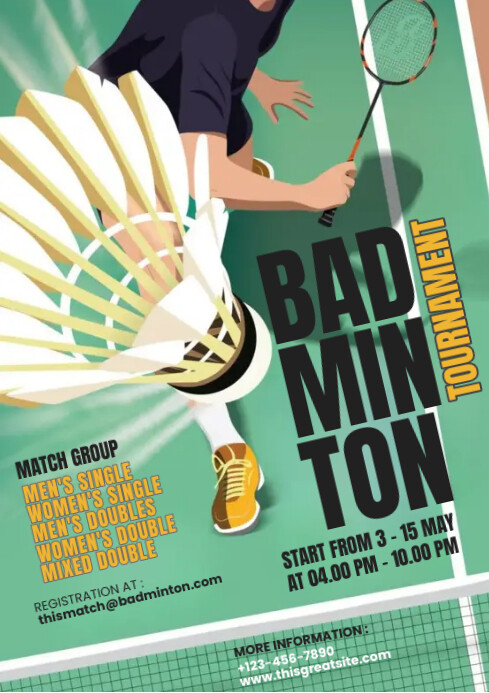 BAD
MIN
TON
TOURNAMENT
START FROM 3 - 15 MAY
AT 04.00 PM - 10.00 PM
MATCH GROUP
MEN'S SINGLE
WOMEN'S SINGLE
MEN'S DOUBLES
WOMEN'S DOUBLE
MIXED DOUBLE
REGISTRATION AT :
thismatch@badminton.com
MORE INFORMATION :
+123-456-7890
www.thisgreatsite.com